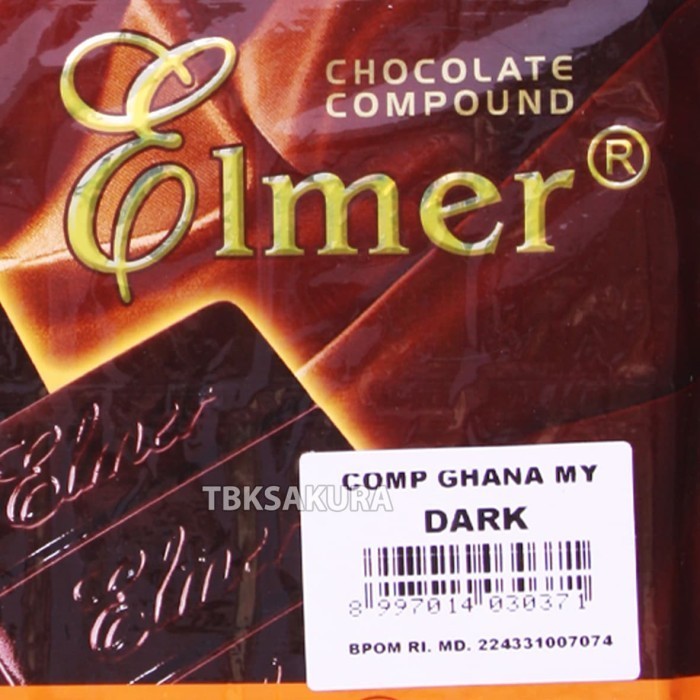 CHOCOLATE
COMPOUND
Elmer®
Elmer
Elmer
TBKSAKURA
COMP GHANA MY
DARK
8 997014 030371
BPOM RI. MD. 224331007074